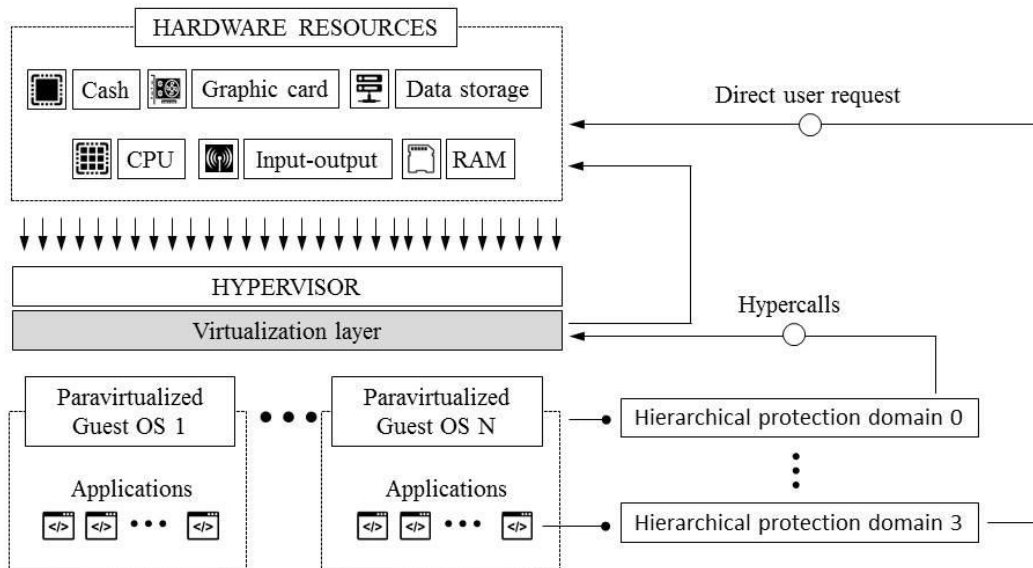 HARDWARE RESOURCES
Cash
Graphic card
Data storage
CPU
Input-output
RAM
Direct user request
HYPERVISOR
Virtualization layer
Hypercalls
Paravirtualized
Guest OS 1
Paravirtualized
Guest OS N
Hierarchical protection domain 0
Applications
</>
</>
</>
Applications
</>
</>
</>
Hierarchical protection domain 3